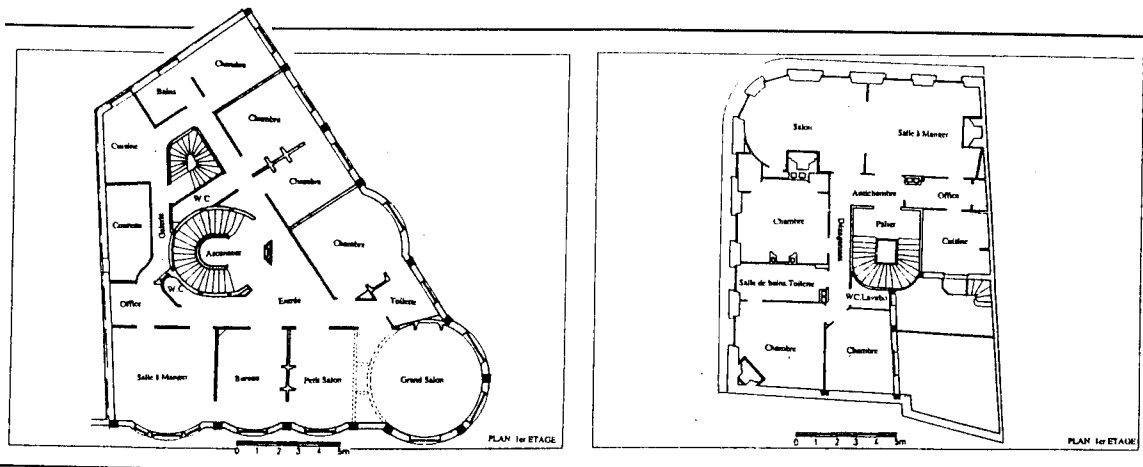 Chambre
Bains
Chambre
Cuisine
Chambre
W C
Galerie
Ascenseur
Chambre
W C
Office
Entrée
Toilette
Salle à Manger
Bureau
Petit Salon
Grand Salon
0 1 2 3 4 5m
PLAN 1er ETAGE
Salon
Salle à Manger
Antichambre
Office
Chambre
Dégagement
Palier
Cuisine
Salle de bains Toilette
W.C. Lavabo
Chambre
Chambre
0 1 2 3 4 5m
PLAN 1er ETAGE